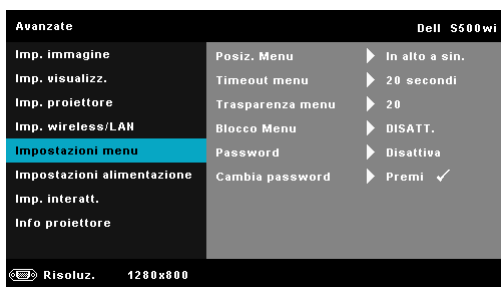 Avanzate Dell S500wi
Imp. immagine
Imp. visualizz.
Imp. proiettore
Imp. wireless/LAN
Impostazioni menu
Impostazioni alimentazione
Imp. interatt.
Info proiettore
Posiz. Menu In alto a sin.
Timeout menu 20 secondi
Trasparenza menu 20
Blocco Menu DISATT.
Password Disattiva
Cambia password Premi ✓
Risoluz. 1280x800